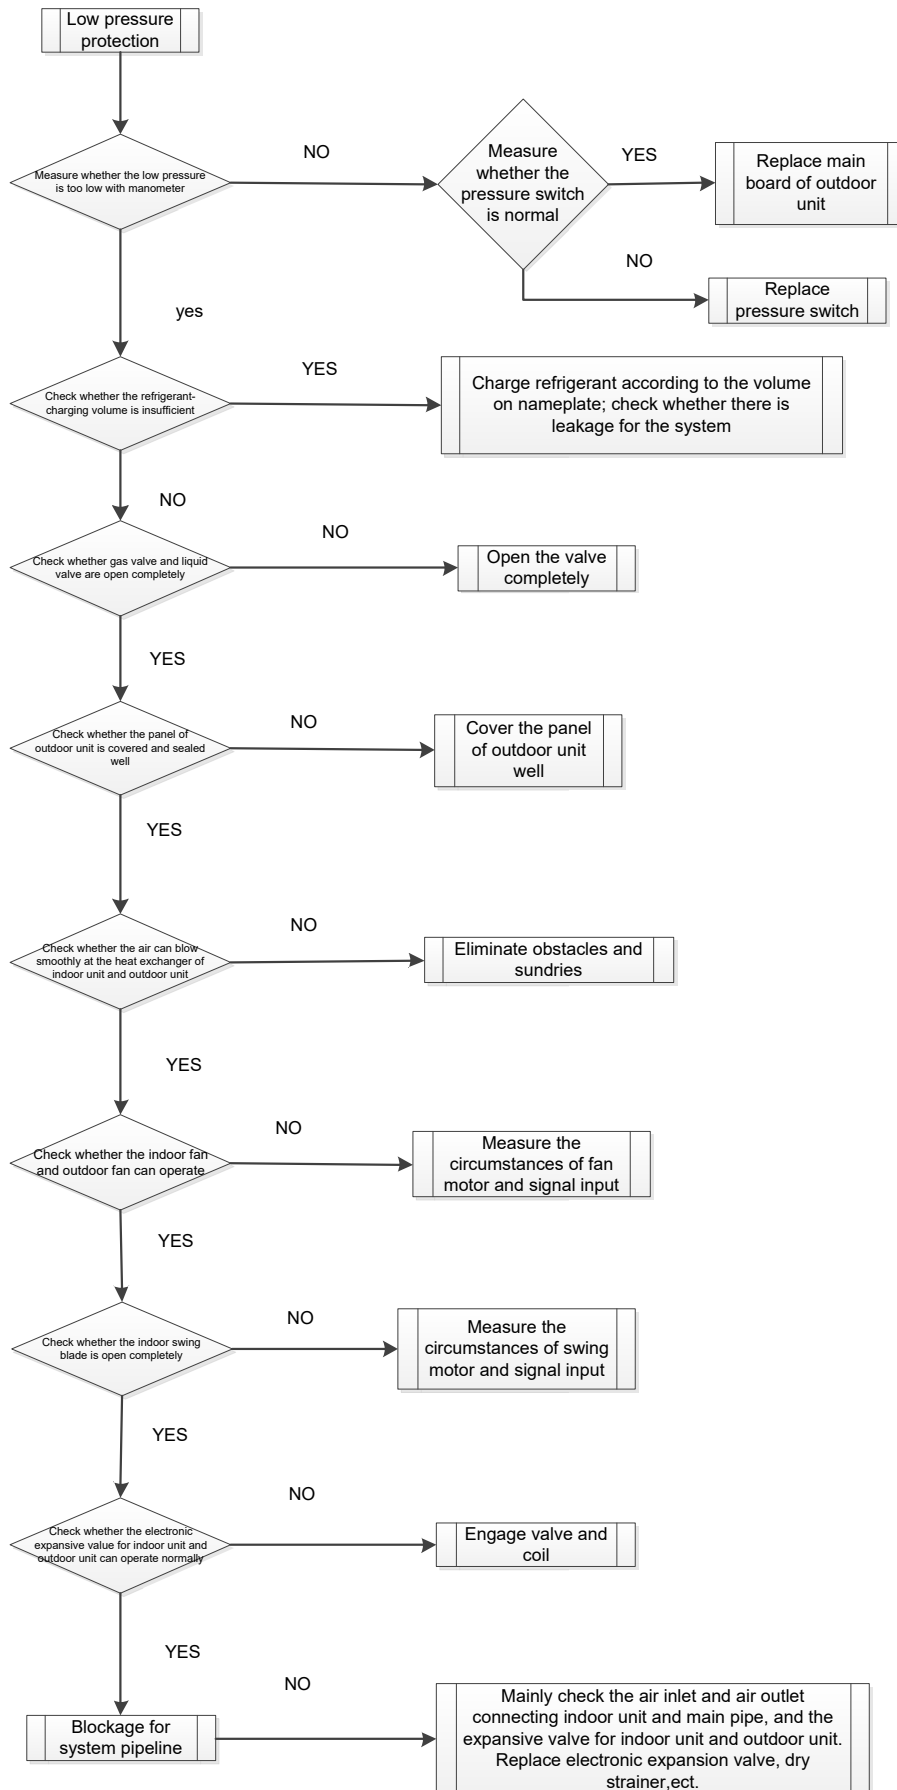 Low pressure
protection
Measure whether the low pressure
is too low with manometer
NO
Measure
whether the
pressure switch
is normal
YES
Replace main
board of outdoor
unit
NO
Replace
pressure switch
yes
Check whether the refrigerant-
charging volume is insufficient
YES
Charge refrigerant according to the volume
on nameplate; check whether there is
leakage for the system
NO
Check whether gas valve and liquid
valve are open completely
NO
Open the valve
completely
YES
Check whether the panel of
outdoor unit is covered and sealed
well
NO
Cover the panel
of outdoor unit
well
YES
Check whether the air can blow
smoothly at the heat exchanger of
indoor unit and outdoor unit
NO
Eliminate obstacles and
sundries
YES
Check whether the indoor fan
and outdoor fan can operate
NO
Measure the
circumstances of fan
motor and signal input
YES
Check whether the indoor swing
blade is open completely
NO
Measure the
circumstances of swing
motor and signal input
YES
Check whether the electronic
expansive value for indoor unit and
outdoor unit can operate normally
NO
Engage valve and
coil
YES
Blockage for
system pipeline
NO
Mainly check the air inlet and air outlet
connecting indoor unit and main pipe, and the
expansive valve for indoor unit and outdoor unit.
Replace electronic expansion valve, dry
strainer,ect.